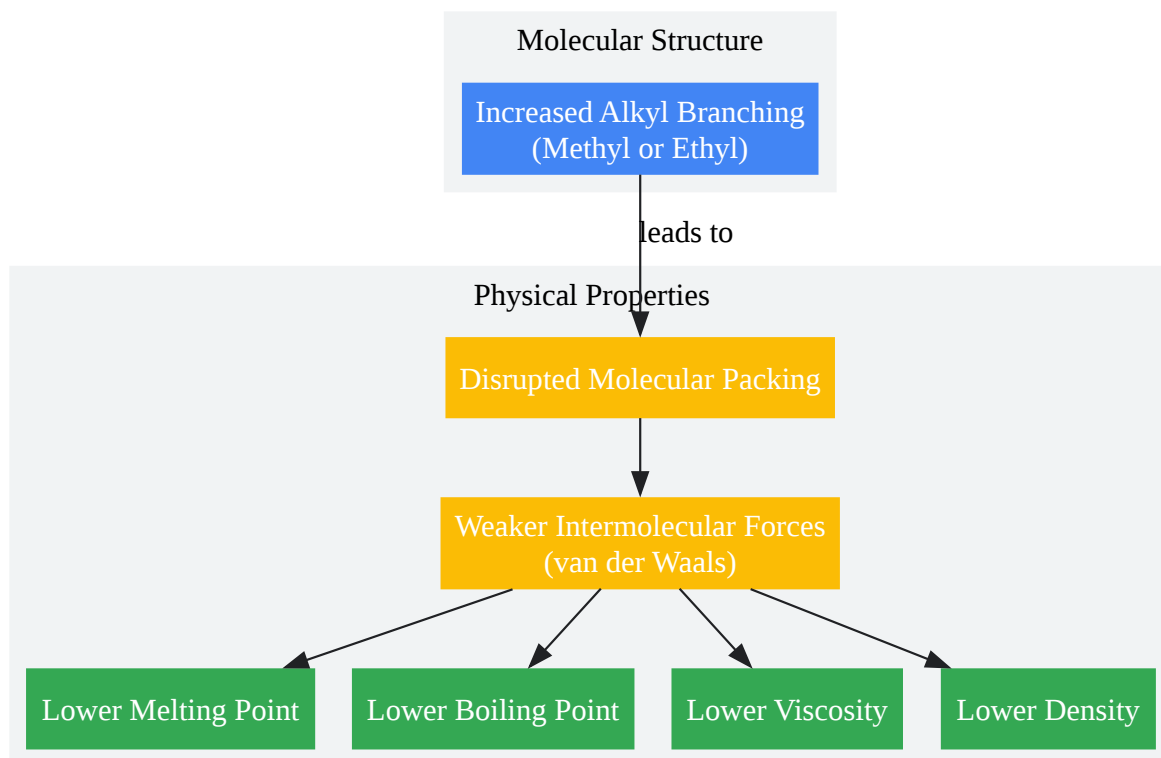 Molecular Structure
Increased Alkyl Branching
(Methyl or Ethyl)
leads to
Physical Properties
Disrupted Molecular Packing
Weaker Intermolecular Forces
(van der Waals)
Lower Melting Point
Lower Boiling Point
Lower Viscosity
Lower Density